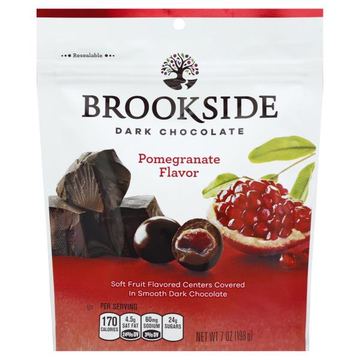 Resealable
BROOKSIDE
DARK CHOCOLATE
Pomegranate
Flavor
Soft Fruit Flavored Centers Covered
In Smooth Dark Chocolate
PER SERVING
170
CALORIES
4.5g
SAT FAT
60mg
SODIUM
24g
SUGARS
NET WT 7 OZ (198 g)